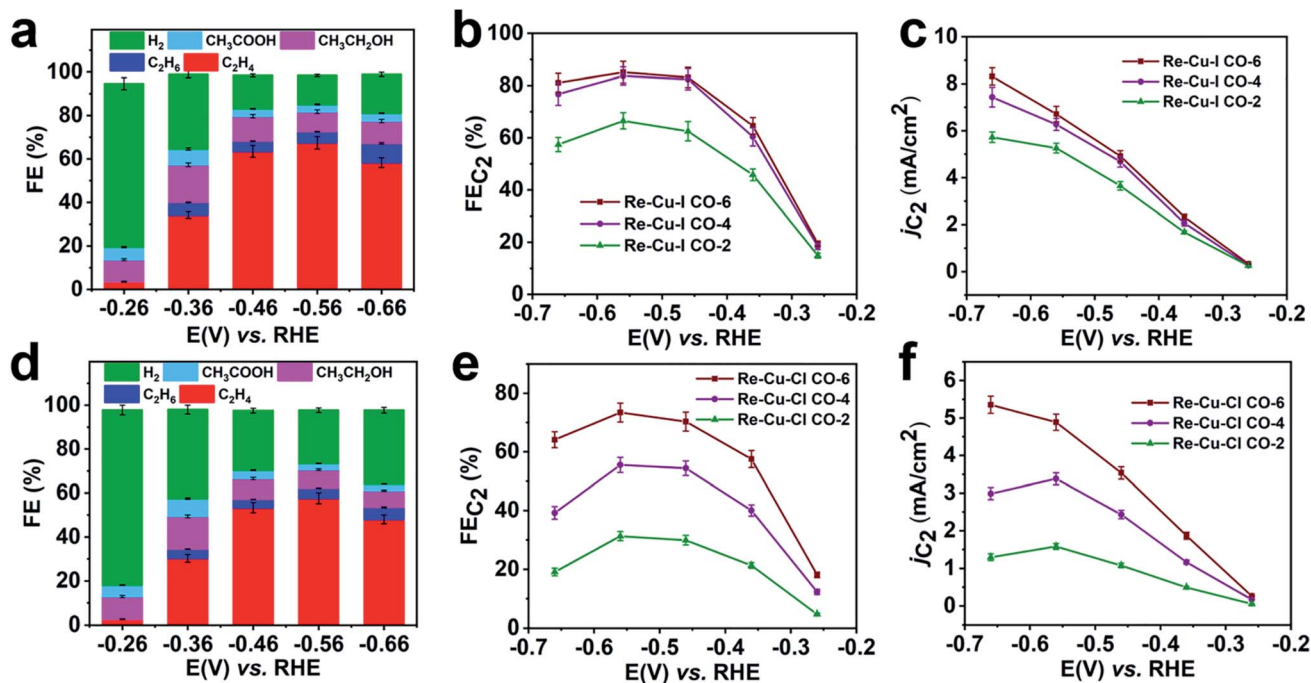 a
H₂ CH₃COOH CH₃CH₂OH
C₂H₆ C₂H₄
FE (%)
100
80
60
40
20
0
-0.26 -0.36 -0.46 -0.56 -0.66
E(V) vs. RHE
b
FE_C₂ (%)
100
80
60
40
20
0
Re-Cu-I CO-6
Re-Cu-I CO-4
Re-Cu-I CO-2
-0.7 -0.6 -0.5 -0.4 -0.3 -0.2
E(V) vs. RHE
c
j_C₂ (mA/cm²)
10
8
6
4
2
0
Re-Cu-I CO-6
Re-Cu-I CO-4
Re-Cu-I CO-2
-0.7 -0.6 -0.5 -0.4 -0.3 -0.2
E(V) vs. RHE
d
H₂ CH₃COOH CH₃CH₂OH
C₂H₆ C₂H₄
FE (%)
100
80
60
40
20
0
-0.26 -0.36 -0.46 -0.56 -0.66
E(V) vs. RHE
e
FE_C₂ (%)
80
60
40
20
0
Re-Cu-Cl CO-6
Re-Cu-Cl CO-4
Re-Cu-Cl CO-2
-0.7 -0.6 -0.5 -0.4 -0.3 -0.2
E(V) vs. RHE
f
j_C₂ (mA/cm²)
6
5
4
3
2
1
0
Re-Cu-Cl CO-6
Re-Cu-Cl CO-4
Re-Cu-Cl CO-2
-0.7 -0.6 -0.5 -0.4 -0.3 -0.2
E(V) vs. RHE